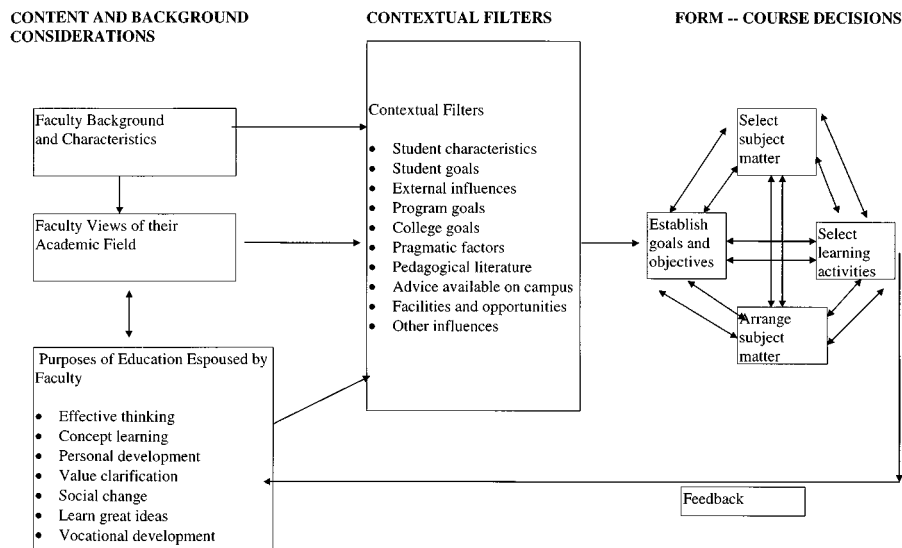 CONTENT AND BACKGROUND
CONSIDERATIONS
CONTEXTUAL FILTERS
FORM -- COURSE DECISIONS
Faculty Background
and Characteristics
Faculty Views of their
Academic Field
Purposes of Education Espoused by
Faculty
• Effective thinking
• Concept learning
• Personal development
• Value clarification
• Social change
• Learn great ideas
• Vocational development
Contextual Filters
• Student characteristics
• Student goals
• External influences
• Program goals
• College goals
• Pragmatic factors
• Pedagogical literature
• Advice available on campus
• Facilities and opportunities
• Other influences
Select
subject
matter
Establish
goals and
objectives
Select
learning
activities
Arrange
subject
matter
Feedback